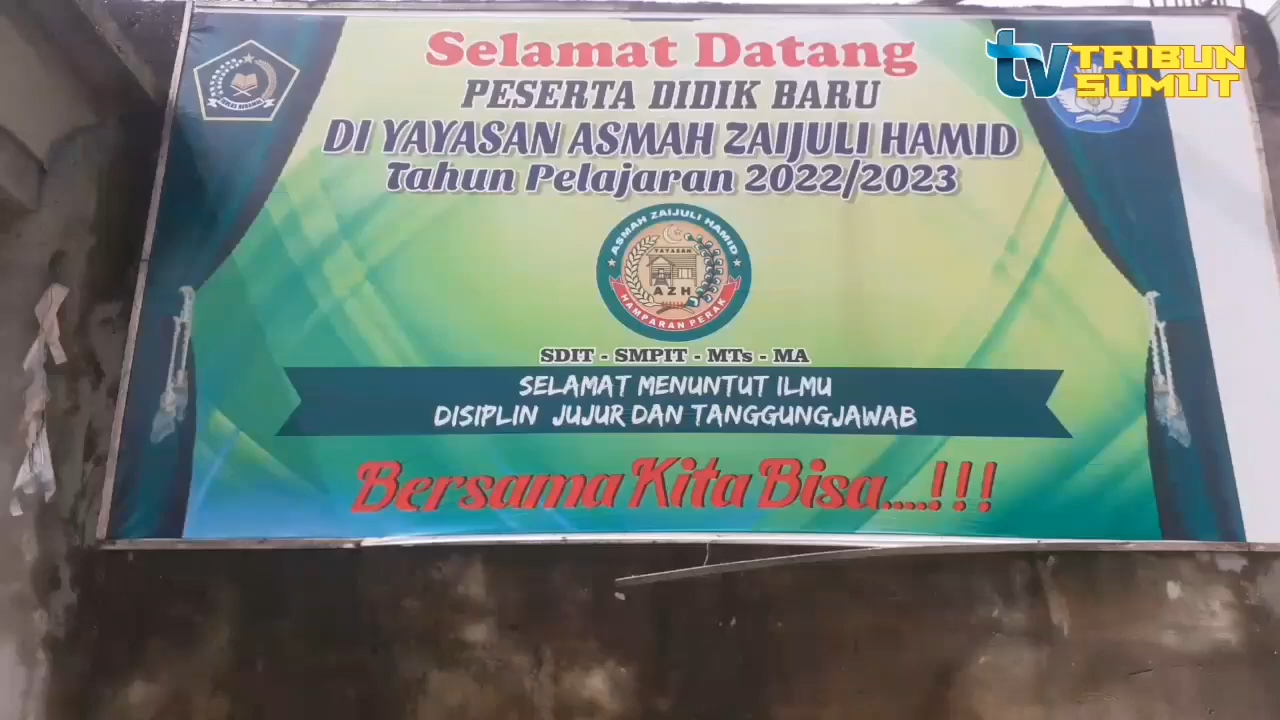 tv TRIBUN
SUMUT
Selamat Datang
PESERTA DIDIK BARU
DI YAYASAN ASMAH ZAIJULI HAMID
Tahun Pelajaran 2022/2023
ASMAH ZAIJULI HAMID
YAYASAN
AZH
HAMPARAN PERAK
SDIT - SMPIT - MTs - MA
SELAMAT MENUNTUT ILMU
DISIPLIN JUJUR DAN TANGGUNGJAWAB
Bersama Kita Bisa....!!!